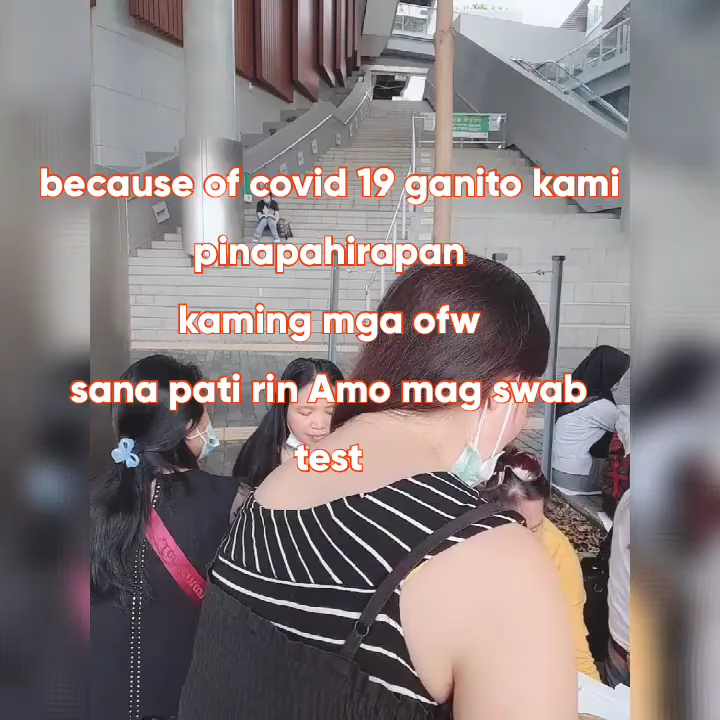 because of covid 19 ganito kami
pinapahirapan
kaming mga ofw
sana pati rin Amo mag swab
test